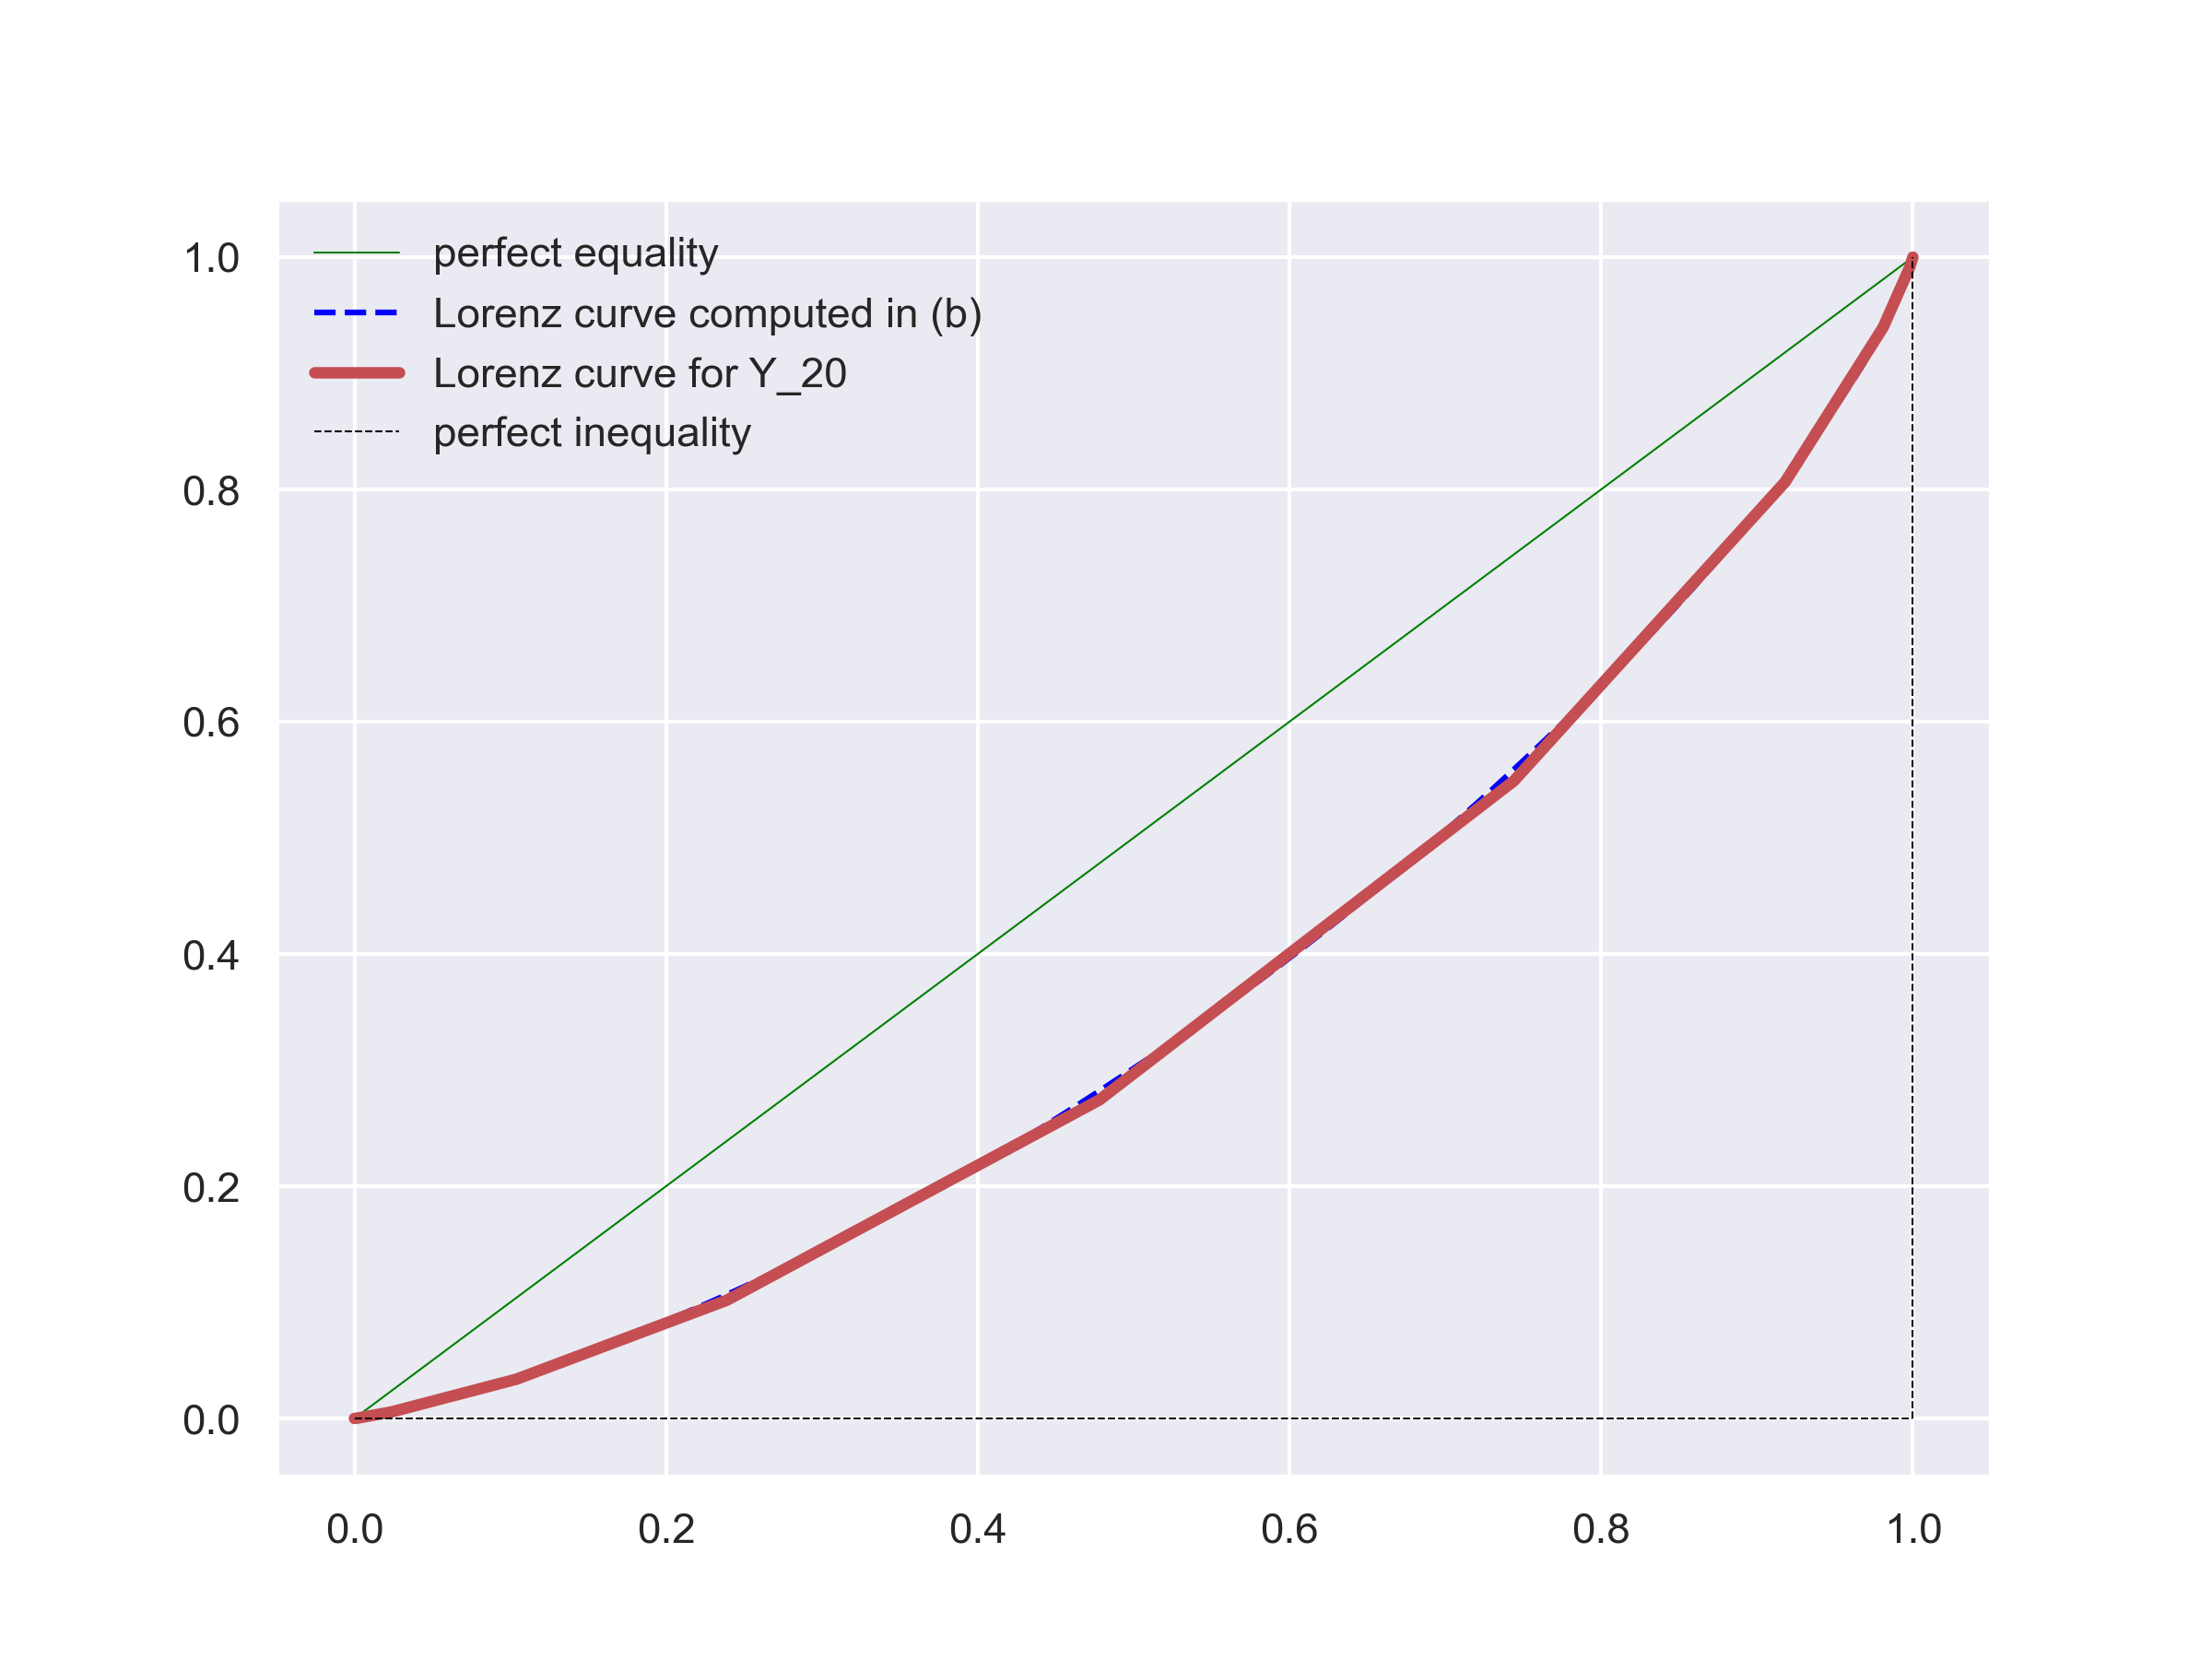 perfect equality
Lorenz curve computed in (b)
Lorenz curve for Y_20
perfect inequality
1.0
0.8
0.6
0.4
0.2
0.0
0.0 0.2 0.4 0.6 0.8 1.0